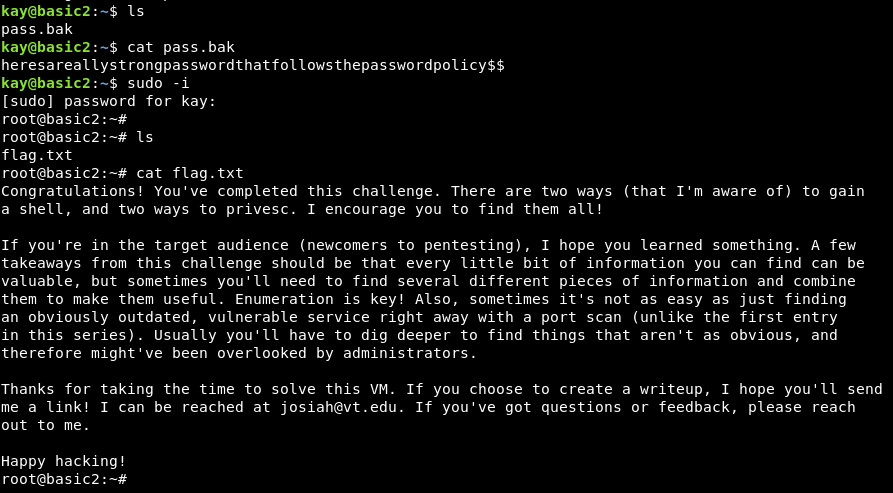 kay@basic2:~$ ls
pass.bak
kay@basic2:~$ cat pass.bak
heresareallystrongpasswordthatfollowsthepasswordpolicy$$
kay@basic2:~$ sudo -i
[sudo] password for kay:
root@basic2:~#
root@basic2:~# ls
flag.txt
root@basic2:~# cat flag.txt
Congratulations! You've completed this challenge. There are two ways (that I'm aware of) to gain
a shell, and two ways to privesc. I encourage you to find them all!
If you're in the target audience (newcomers to pentesting), I hope you learned something. A few
takeaways from this challenge should be that every little bit of information you can find can be
valuable, but sometimes you'll need to find several different pieces of information and combine
them to make them useful. Enumeration is key! Also, sometimes it's not as easy as just finding
an obviously outdated, vulnerable service right away with a port scan (unlike the first entry
in this series). Usually you'll have to dig deeper to find things that aren't as obvious, and
therefore might've been overlooked by administrators.
Thanks for taking the time to solve this VM. If you choose to create a writeup, I hope you'll send
me a link! I can be reached at josiah@vt.edu. If you've got questions or feedback, please reach
out to me.
Happy hacking!
root@basic2:~#